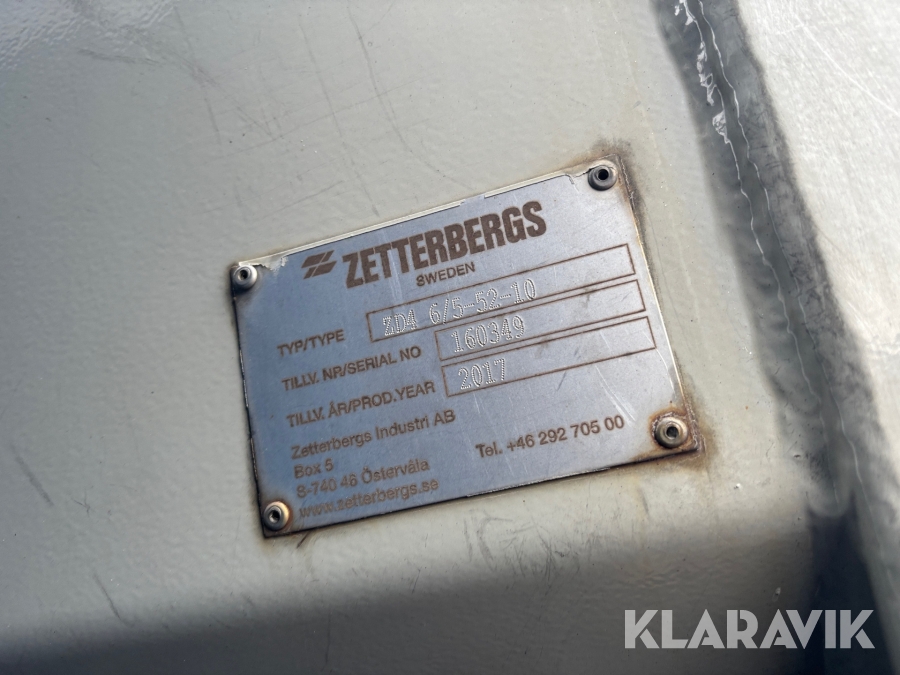 ZETTERBERGS
SWEDEN
TYP/TYPE ZD4 6/5-52-10
TILLV. NR/SERIAL NO 160349
TILLV. ÅR/PROD.YEAR 2017
Zetterbergs Industri AB
Box 5 Tel. +46 292 705 00
S-740 46 Östervåla
www.zetterbergs.se
KLARAVIK